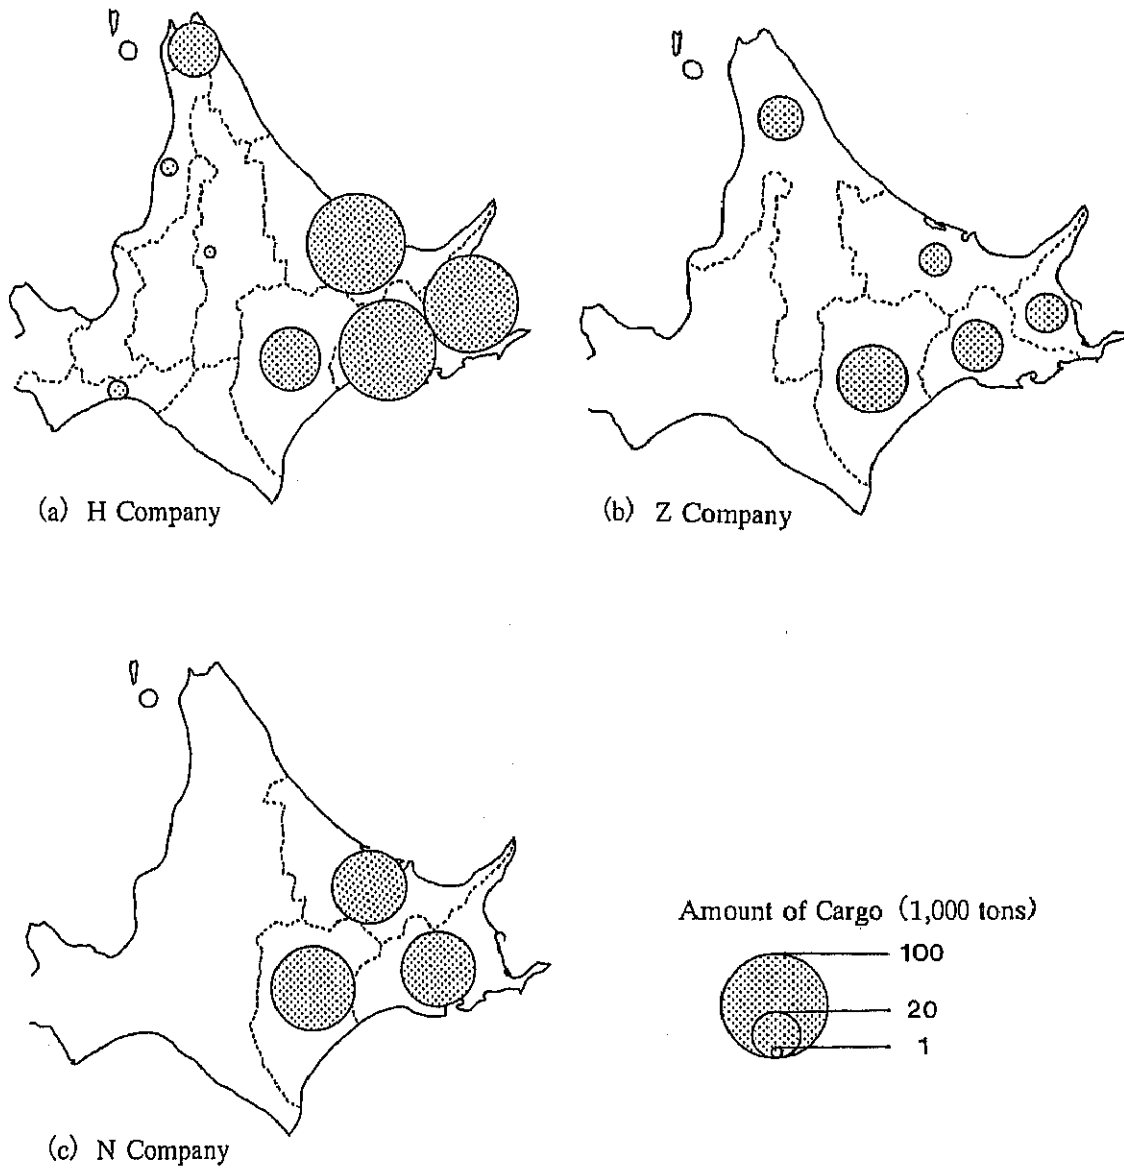 (a) H Company
(b) Z Company
(c) N Company
Amount of Cargo (1,000 tons)
100
20
1